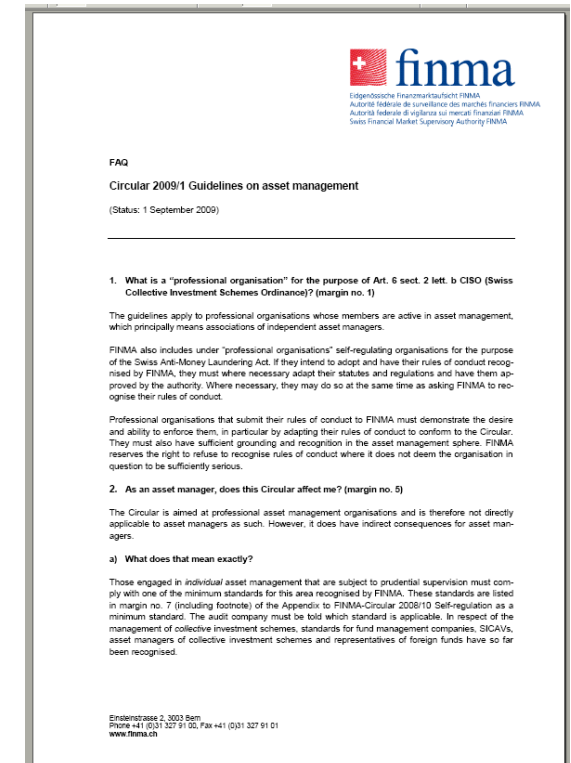 finma
Eidgenössische Finanzmarktaufsicht FINMA
Autorité fédérale de surveillance des marchés financiers FINMA
Autorità federale di vigilanza sui mercati finanziari FINMA
Swiss Financial Market Supervisory Authority FINMA
FAQ
Circular 2009/1 Guidelines on asset management
(Status: 1 September 2009)
1. What is a “professional organisation” for the purpose of Art. 6 sect. 2 lett. b CISO (Swiss
Collective Investment Schemes Ordinance)? (margin no. 1)
The guidelines apply to professional organisations whose members are active in asset management,
which principally means associations of independent asset managers.
FINMA also includes under “professional organisations” self-regulating organisations for the purpose
of the Swiss Anti-Money Laundering Act. If they intend to adopt and have their rules of conduct recog-
nised by FINMA, they must where necessary adapt their statutes and regulations and have them ap-
proved by the authority. Where necessary, they may do so at the same time as asking FINMA to rec-
ognise their rules of conduct.
Professional organisations that submit their rules of conduct to FINMA must demonstrate the desire
and ability to enforce them, in particular by adapting their rules of conduct to conform to the Circular.
They must also have sufficient grounding and recognition in the asset management sphere. FINMA
reserves the right to refuse to recognise rules of conduct where it does not deem the organisation in
question to be sufficiently serious.
2. As an asset manager, does this Circular affect me? (margin no. 5)
The Circular is aimed at professional asset management organisations and is therefore not directly
applicable to asset managers as such. However, it does have indirect consequences for asset man-
agers.
a) What does that mean exactly?
Those engaged in individual asset management that are subject to prudential supervision must com-
ply with one of the minimum standards for this area recognised by FINMA. These standards are listed
in margin no. 7 (including footnote) of the Appendix to FINMA-Circular 2008/10 Self-regulation as a
minimum standard. The audit company must be told which standard is applicable. In respect of the
management of collective investment schemes, standards for fund management companies, SICAVs,
asset managers of collective investment schemes and representatives of foreign funds have so far
been recognised.
Einsteinstrasse 2, 3003 Bern
Phone +41 (0)31 327 91 00, Fax +41 (0)31 327 91 01
www.finma.ch